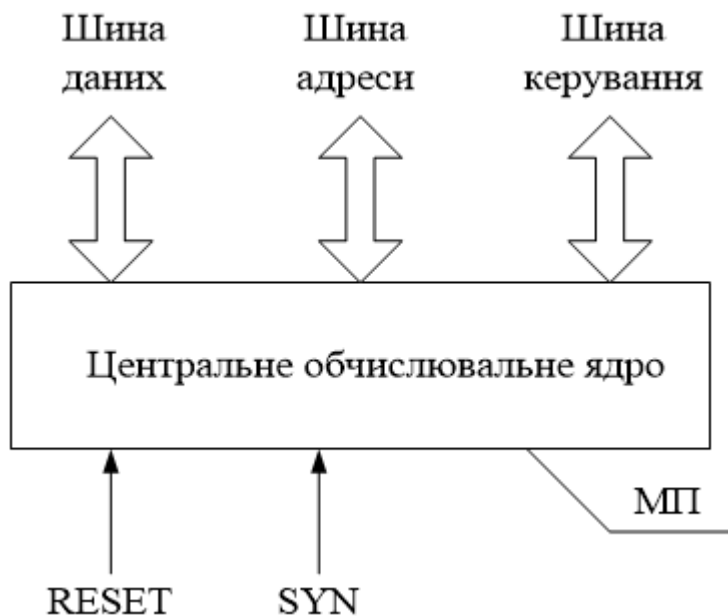 Шина
даних
Шина
адреси
Шина
керування
Центральне обчислювальне ядро
МП
RESET
SYN